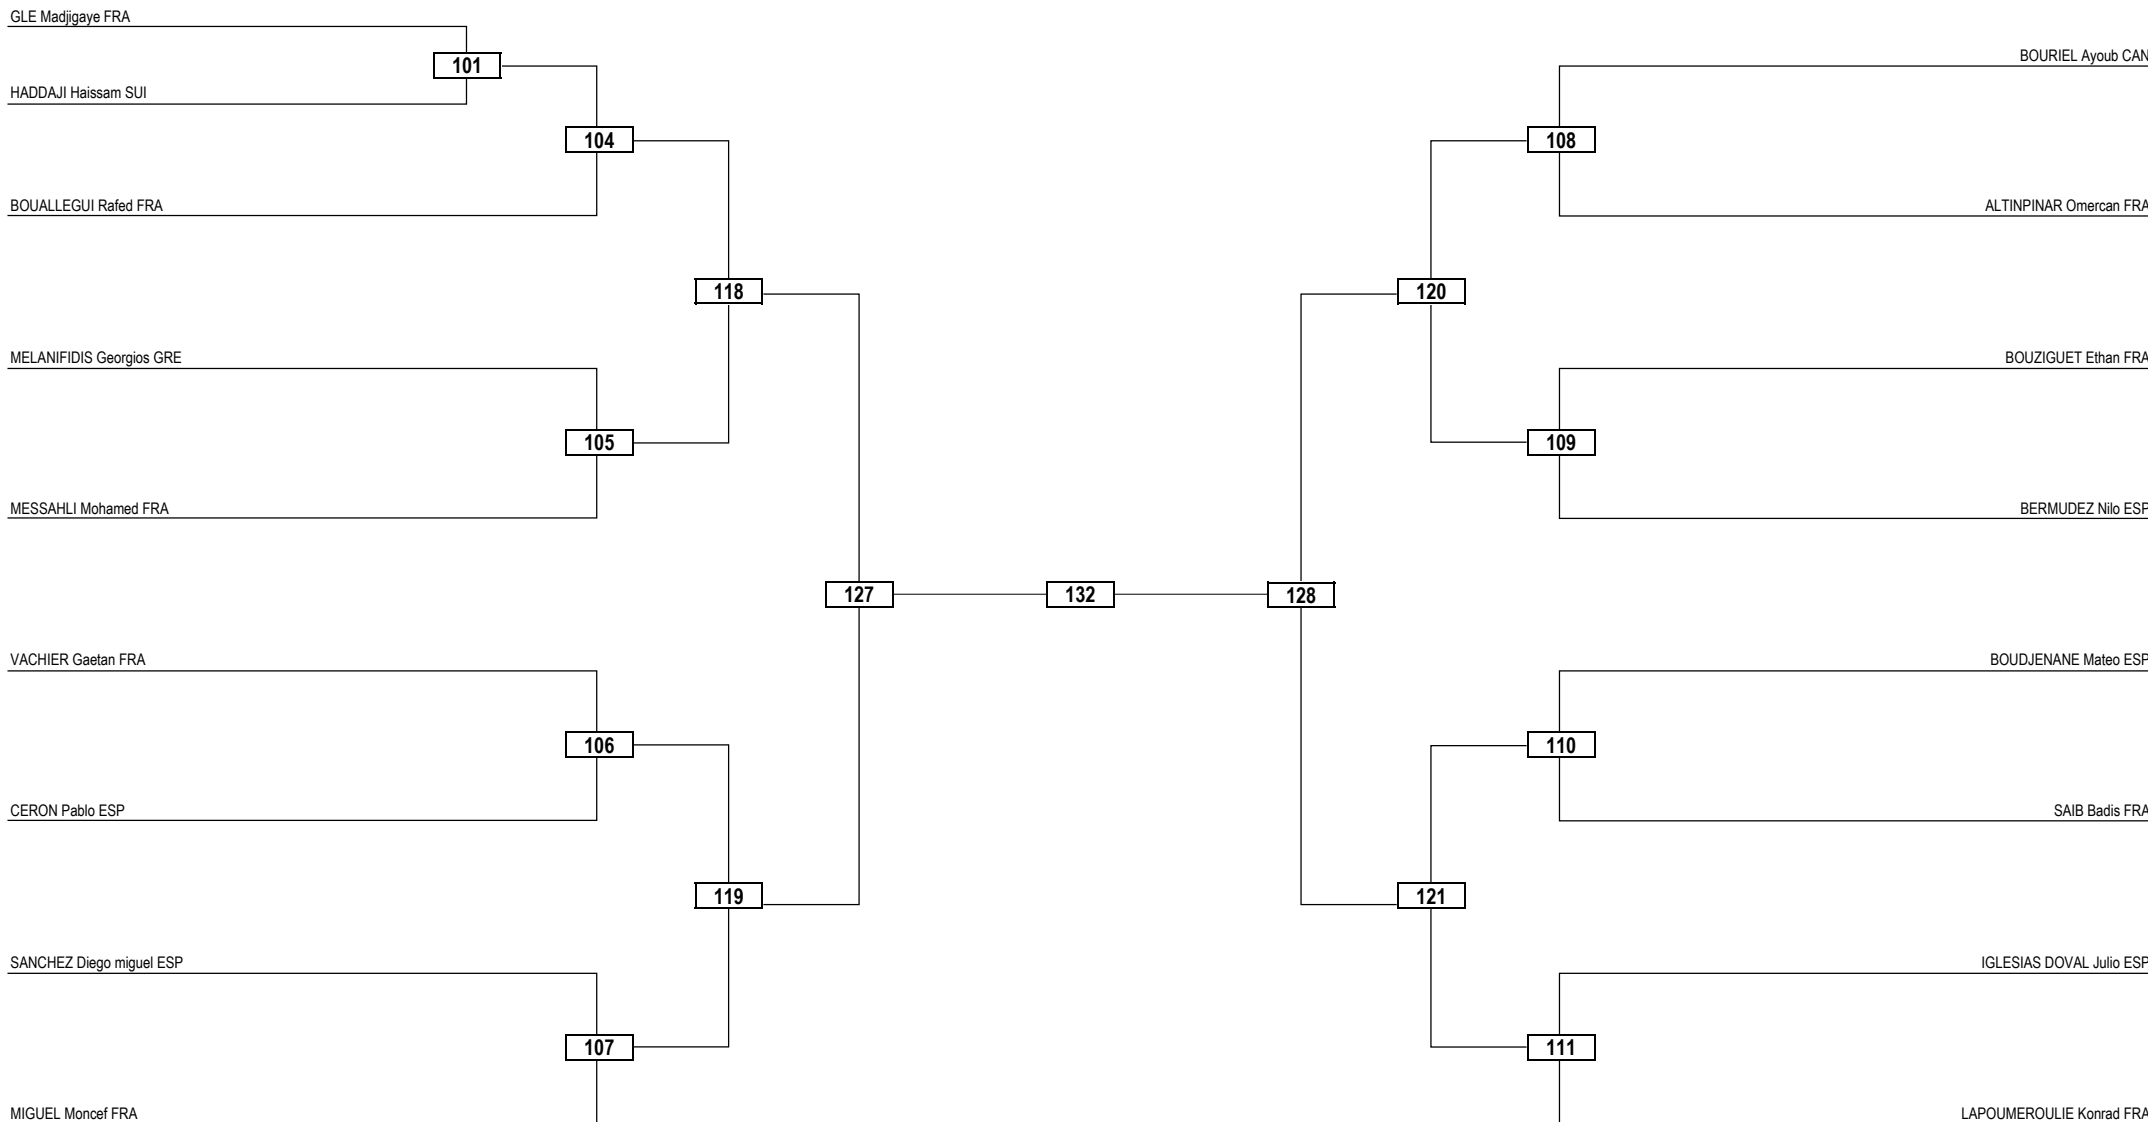 GLE Madjigaye FRA
101
BOURIEL Ayoub CAN
HADDAJI Haissam SUI
104
108
BOUALLEGUI Rafed FRA
ALTINPINAR Omercan FRA
118
120
MELANIFIDIS Georgios GRE
BOUZIGUET Ethan FRA
105
109
MESSAHLI Mohamed FRA
BERMUDEZ Nilo ESP
127
132
128
VACHIER Gaetan FRA
BOUDJENANE Mateo ESP
106
110
CERON Pablo ESP
SAIB Badis FRA
119
121
SANCHEZ Diego miguel ESP
IGLESIAS DOVAL Julio ESP
107
111
MIGUEL Moncef FRA
LAPOUMEROULIE Konrad FRA